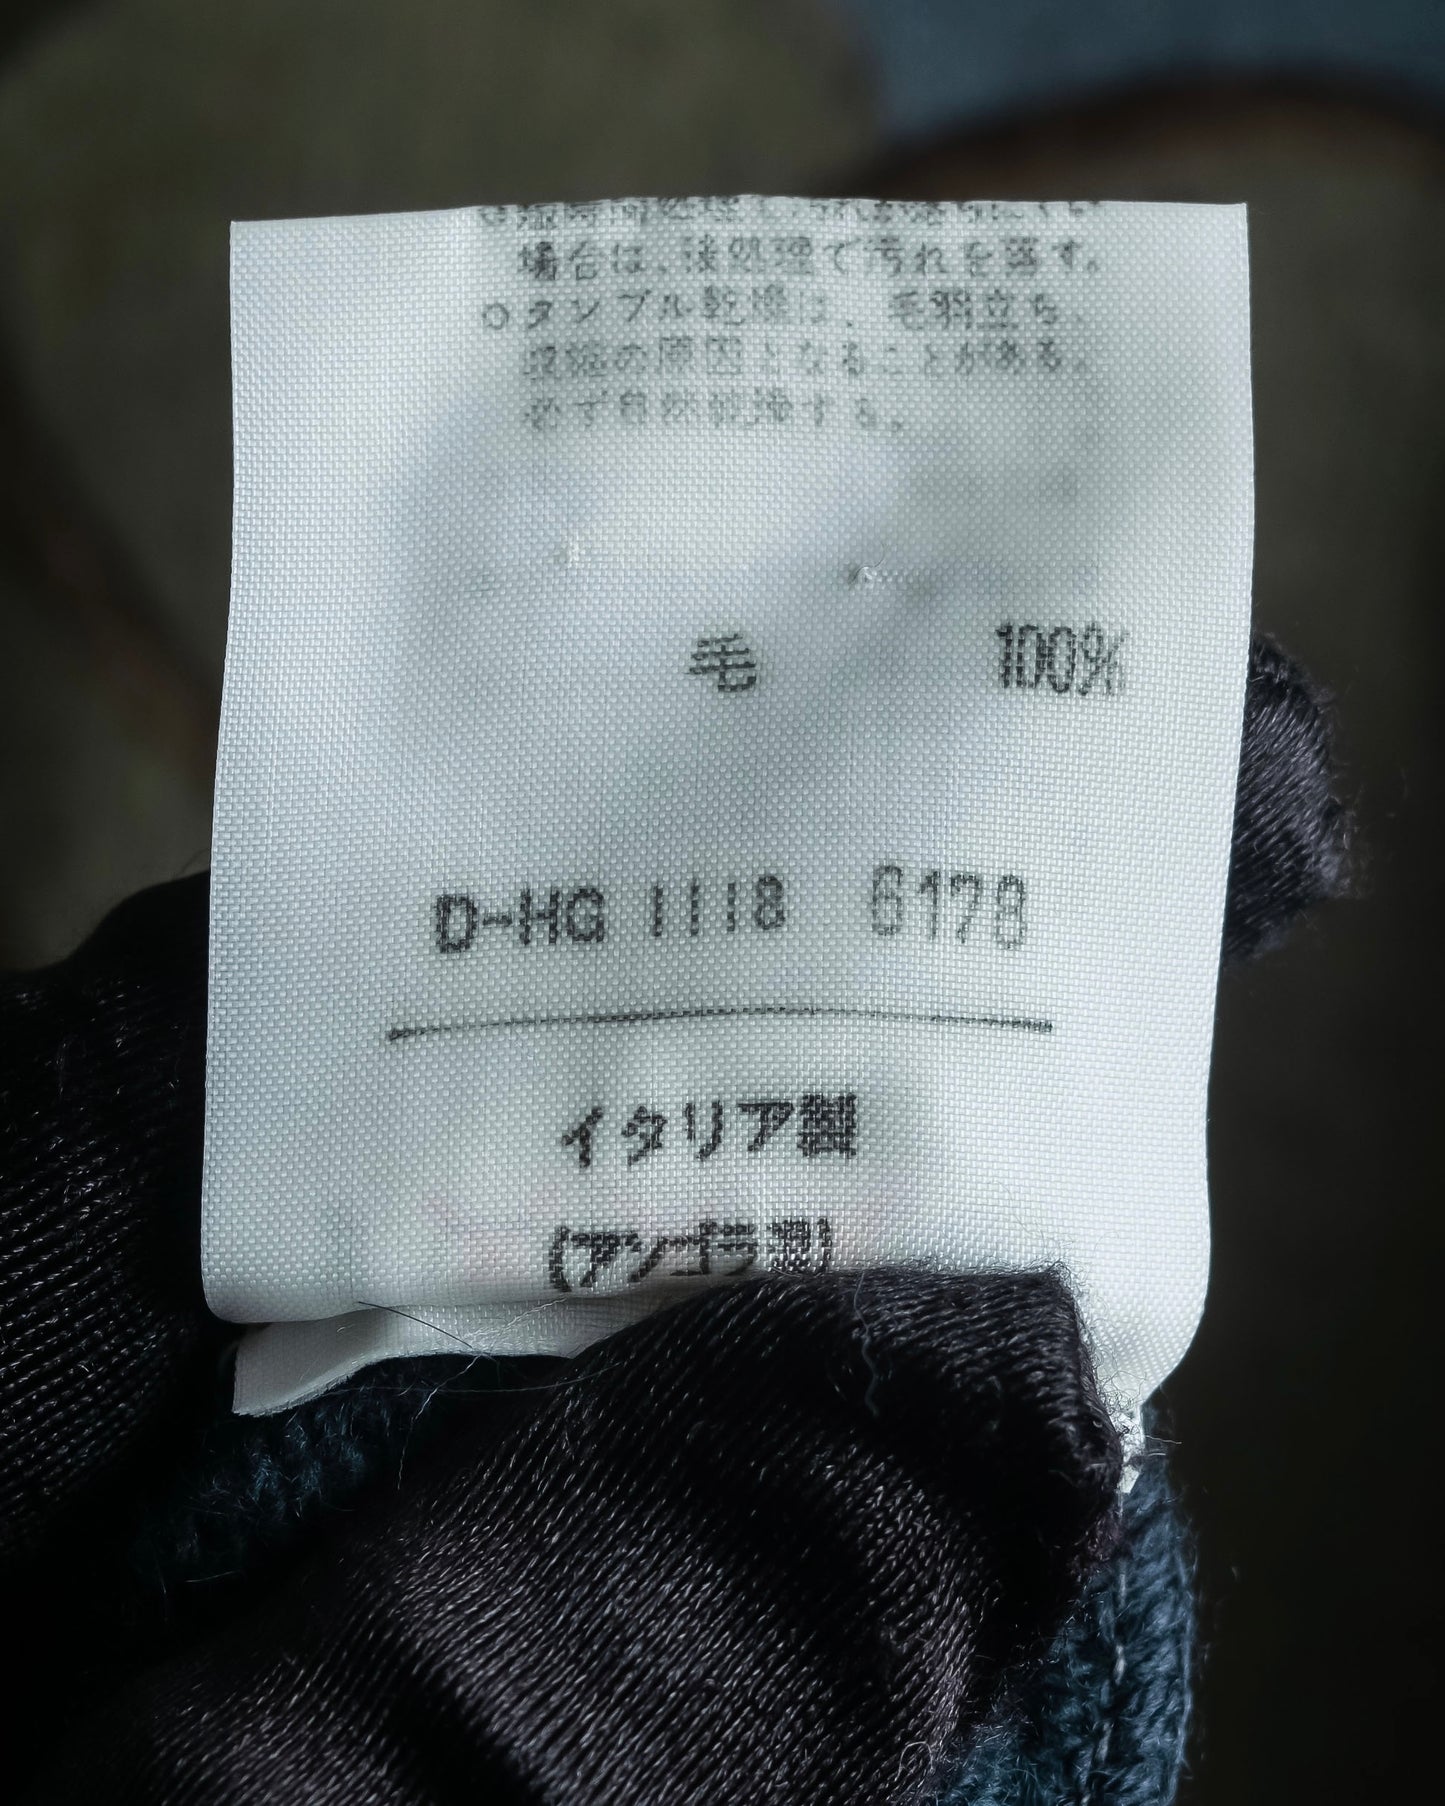 場合は、後処理で汚れを落す。
○タンブル乾燥は、毛羽立ち、
収縮の原因となることがある。
必ず自然乾燥する。
毛 100%
D-HG 1118 6178
イタリア製
(アンゴラ混)